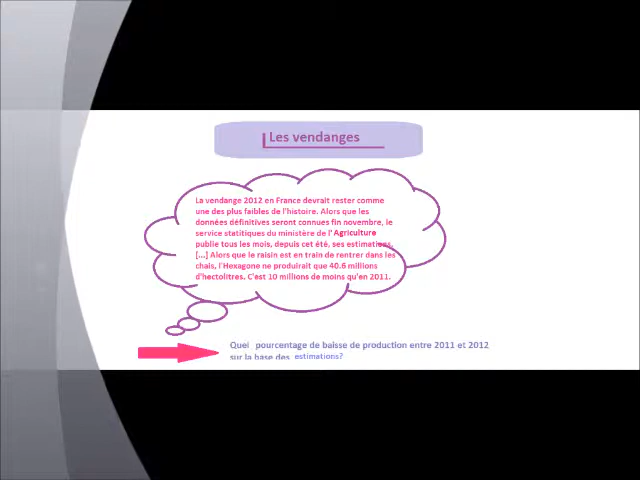 Les vendanges
La vendange 2012 en France devrait rester comme
une des plus faibles de l'histoire. Alors que les
données définitives seront connues fin novembre, le
service statitiques du ministère de l'Agriculture
publie tous les mois, depuis cet été, ses estimations.
[...] Alors que le raisin est en train de rentrer dans les
chais, l'Hexagone ne produirait que 40.6 millions
d'hectolitres. C'est 10 millions de moins qu'en 2011.
Quel pourcentage de baisse de production entre 2011 et 2012
sur la base des estimations?